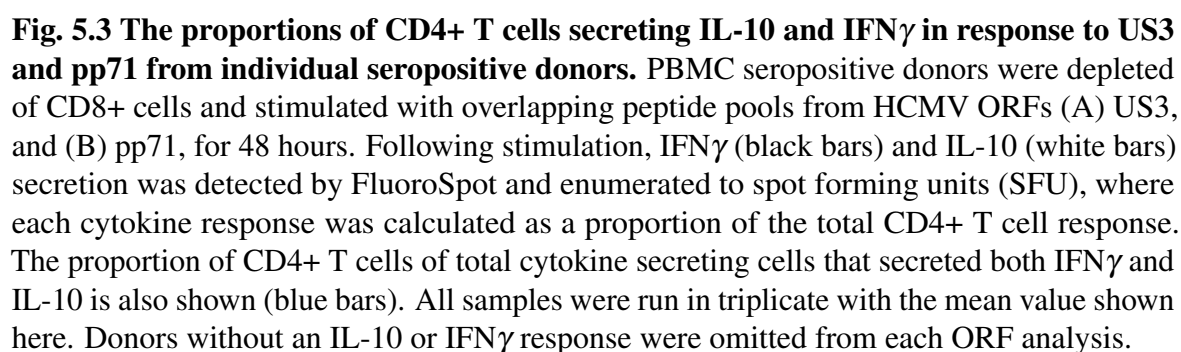 Fig. 5.3 The proportions of CD4+ T cells secreting IL-10 and IFNγ in response to US3
and pp71 from individual seropositive donors. PBMC seropositive donors were depleted
of CD8+ cells and stimulated with overlapping peptide pools from HCMV ORFs (A) US3,
and (B) pp71, for 48 hours. Following stimulation, IFNγ (black bars) and IL-10 (white bars)
secretion was detected by FluoroSpot and enumerated to spot forming units (SFU), where
each cytokine response was calculated as a proportion of the total CD4+ T cell response.
The proportion of CD4+ T cells of total cytokine secreting cells that secreted both IFNγ and
IL-10 is also shown (blue bars). All samples were run in triplicate with the mean value shown
here. Donors without an IL-10 or IFNγ response were omitted from each ORF analysis.